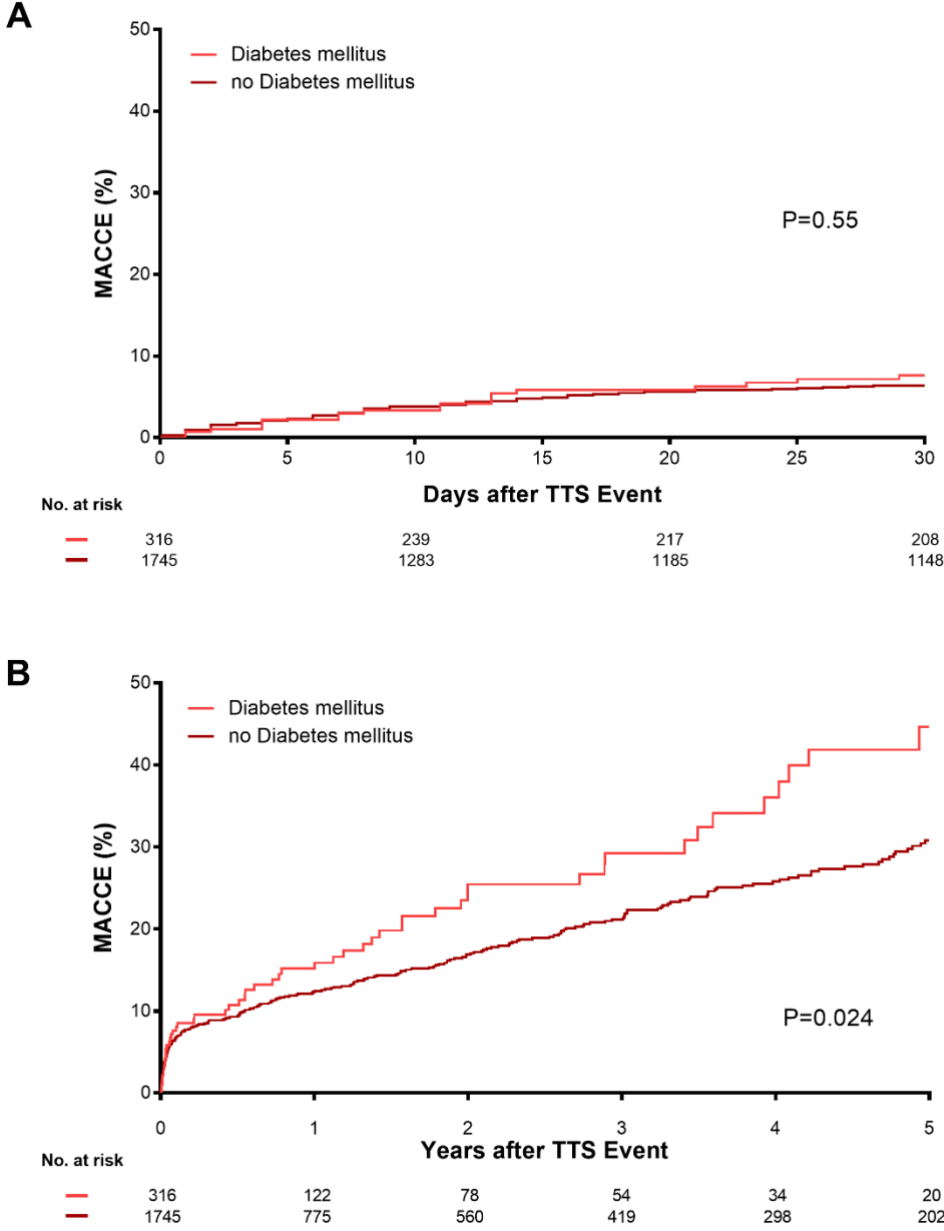 A
50
Diabetes mellitus
no Diabetes mellitus
40
30
MACCE (%)
P=0.55
20
10
0
0 5 10 15 20 25 30
Days after TTS Event
No. at risk
316 239 217 208
1745 1283 1185 1148
B
50
Diabetes mellitus
no Diabetes mellitus
40
30
MACCE (%)
20
10
P=0.024
0
0 1 2 3 4 5
Years after TTS Event
No. at risk
316 122 78 54 34 20
1745 775 560 419 298 202